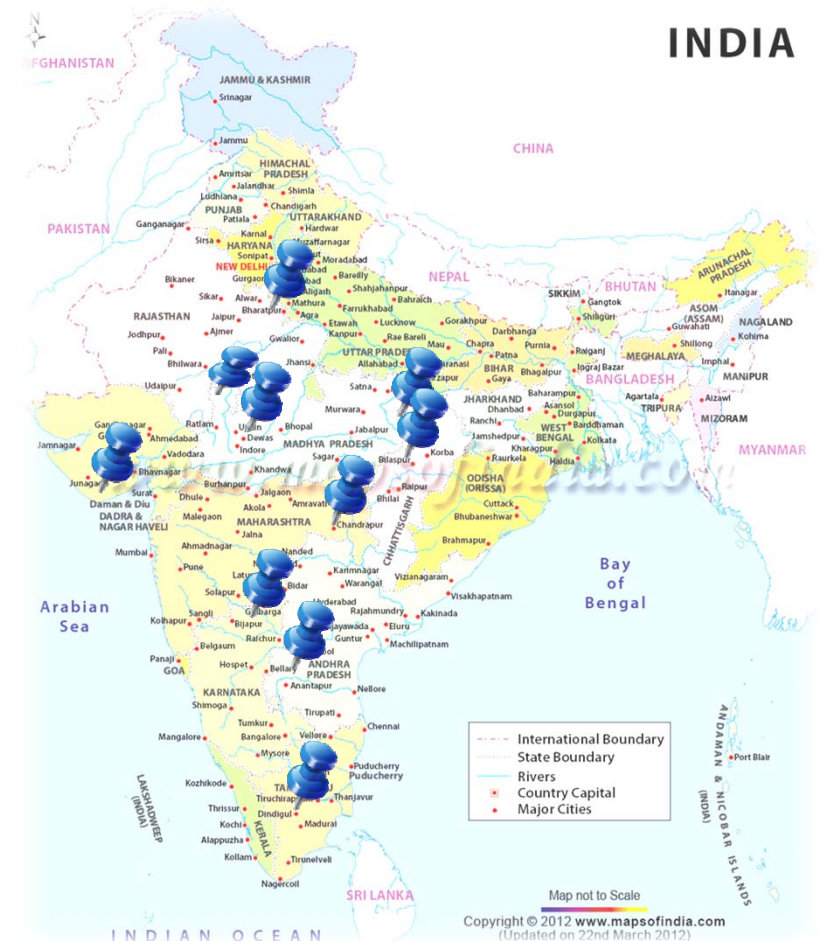 N
INDIA
AFGHANISTAN
JAMMU & KASHMIR
Srinagar
CHINA
Jammu
HIMACHAL
PRADESH
Amritsar
Jalandhar
Shimla
Ludhiana
Chandigarh
PUNJAB
Patiala
UTTARAKHAND
PAKISTAN
Ganganagar
Hardwar
Karnal
Sirsa
HARYANA
Muzaffarnagar
Sonipat
Moradabad
NEW DELHI
Bareilly
NEPAL
ARUNACHAL
PRADESH
Bikaner
Gurgaon
Aligarh
Shahjahanpur
SIKKIM
BHUTAN
Itanagar
Sikar
Alwar
Mathura
Bahraich
Gangtok
ASOM
(ASSAM)
RAJASTHAN
Jaipur
Bharatpur
Agra
Farrukhabad
Shiliguri
Guwahati
NAGALAND
Jodhpur
Ajmer
Etawah
Lucknow
Gorakhpur
Darbhanga
Kohima
Pali
Gwalior
Kanpur
Rae Bareli
Mau
Chapra
Purnia
Raiganj
Shillong
MEGHALAYA
Bhilwara
Jhansi
UTTAR PRADESH
Patna
Imphal
Allahabad
BIHAR
Bhagalpur
Jograj Bazar
MANIPUR
Udaipur
Satna
Gaya
BANGLADESH
JHARKHAND
Baharampur
Agartala
Aizawl
Murwara
Dhanbad
Asansol
TRIPURA
Ratlam
Ujjain
Bhopal
Ranchi
Durgapur
MIZORAM
Jamnagar
Ahmedabad
Dewas
Jabalpur
Jamshedpur
WEST
BENGAL
Barddhaman
Indore
MADHYA PRADESH
Kolkata
Vadodara
Sagar
Kharagpur
MYANMAR
Bhavnagar
Khandwa
Bilaspur
Korba
Raurkela
Haldia
Junagarh
www.mapsofindia.com
Surat
Burhanpur
Raipur
ODISHA
(ORISSA)
Daman & Diu
DADRA &
NAGAR HAVELI
Dhule
Jalgaon
Akola
Amravati
Bhilai
Cuttack
Malegaon
MAHARASHTRA
Chandrapur
CHHATTISGARH
Bhubaneshwar
Jalna
Brahmapur
Mumbai
Ahmadnagar
Nanded
Bay
of
Bengal
Pune
Karimnagar
Vizianagaram
Arabian
Sea
Solapur
Bidar
Warangal
Visakhapatnam
Hyderabad
Kolhapur
Sangli
Gulbarga
Bijapur
Rajahmundry
Kakinada
Vijayawada
Eluru
Raichur
Guntur
Machilipatnam
Panaji
Belgaum
GOA
Hospet
Bellary
ANDHRA
PRADESH
KARNATAKA
Anantapur
Nellore
Shimoga
Tirupati
Tumkur
Chennai
Mangalore
Bangalore
Vellore
Mysore
Puducherry
Puducherry
Kozhikode
Tiruchirapalli
Thanjavur
Thrissur
Dindigul
Kochi
Madurai
Alappuzha
KERALA
Kollam
Tirunelveli
Nagercoil
SRI LANKA
LAKSHADWEEP
(INDIA)
International Boundary
State Boundary
Rivers
Country Capital
Major Cities
ANDAMAN & NICOBAR ISLANDS
(INDIA)
Port Blair
Map not to Scale
Copyright © 2012 www.mapsofindia.com
(Updated on 22nd March 2012)
INDIAN OCEAN